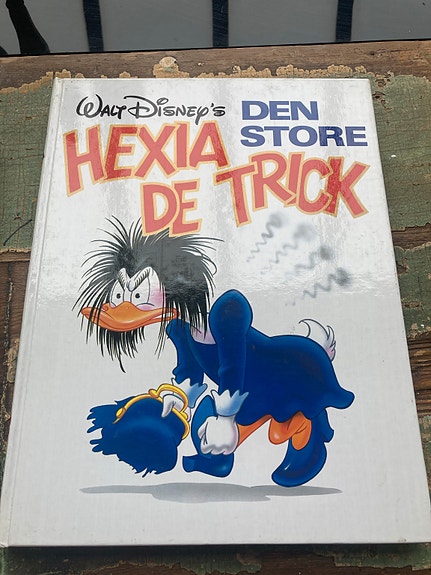 WALT DISNEY'S DEN
STORE
HEXIA
DE TRICK